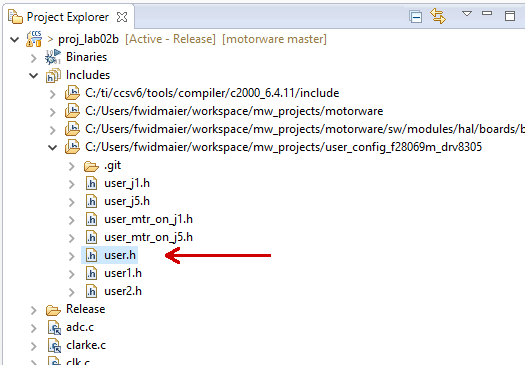 Project Explorer
> proj_lab02b [Active - Release] [motorware master]
Binaries
Includes
C:/ti/ccsv6/tools/compiler/c2000_6.4.11/include
C:/Users/fwidmaier/workspace/mw_projects/motorware
C:/Users/fwidmaier/workspace/mw_projects/motorware/sw/modules/hal/boards/b
C:/Users/fwidmaier/workspace/mw_projects/user_config_f28069m_drv8305
.git
user_j1.h
user_j5.h
user_mtr_on_j1.h
user_mtr_on_j5.h
user.h
user1.h
user2.h
Release
adc.c
clarke.c
clk.c